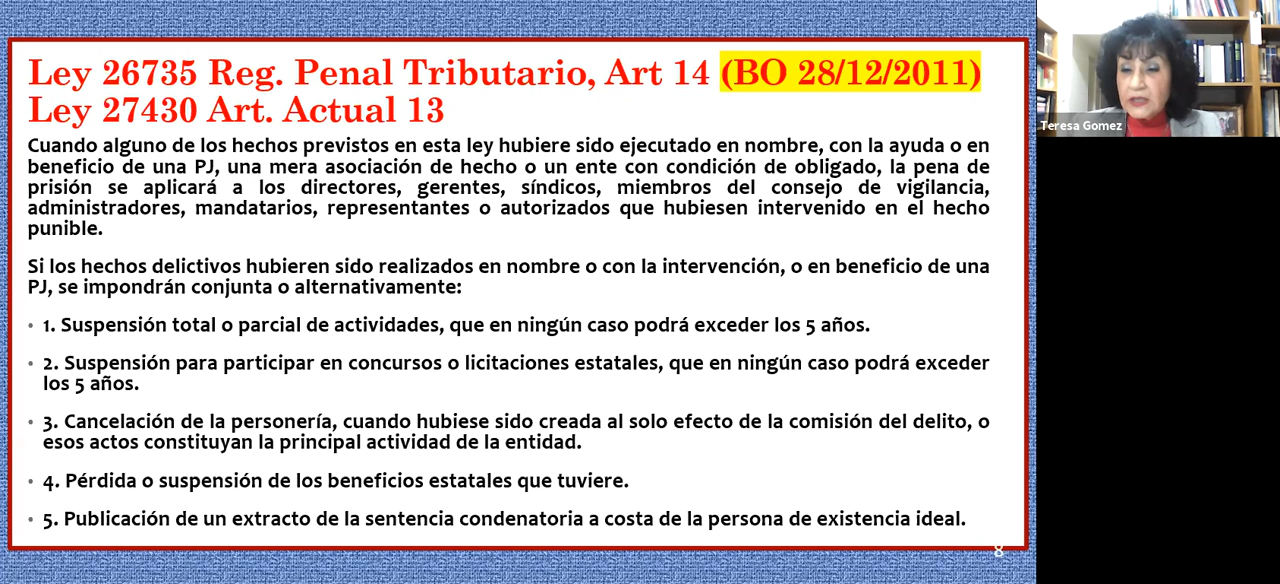 Ley 26735 Reg. Penal Tributario, Art 14 (BO 28/12/2011)
Ley 27430 Art. Actual 13
Cuando alguno de los hechos previstos en esta ley hubiere sido ejecutado en nombre, con la ayuda o en
beneficio de una PJ, una mera asociación de hecho o un ente con condición de obligado, la pena de
prisión se aplicará a los directores, gerentes, síndicos, miembros del consejo de vigilancia,
administradores, mandatarios, representantes o autorizados que hubiesen intervenido en el hecho
punible.
Si los hechos delictivos hubieren sido realizados en nombre o con la intervención, o en beneficio de una
PJ, se impondrán conjunta o alternativamente:
• 1. Suspensión total o parcial de actividades, que en ningún caso podrá exceder los 5 años.
• 2. Suspensión para participar en concursos o licitaciones estatales, que en ningún caso podrá exceder
los 5 años.
• 3. Cancelación de la personería, cuando hubiese sido creada al solo efecto de la comisión del delito, o
esos actos constituyan la principal actividad de la entidad.
• 4. Pérdida o suspensión de los beneficios estatales que tuviere.
• 5. Publicación de un extracto de la sentencia condenatoria a costa de la persona de existencia ideal.
8
Teresa Gomez